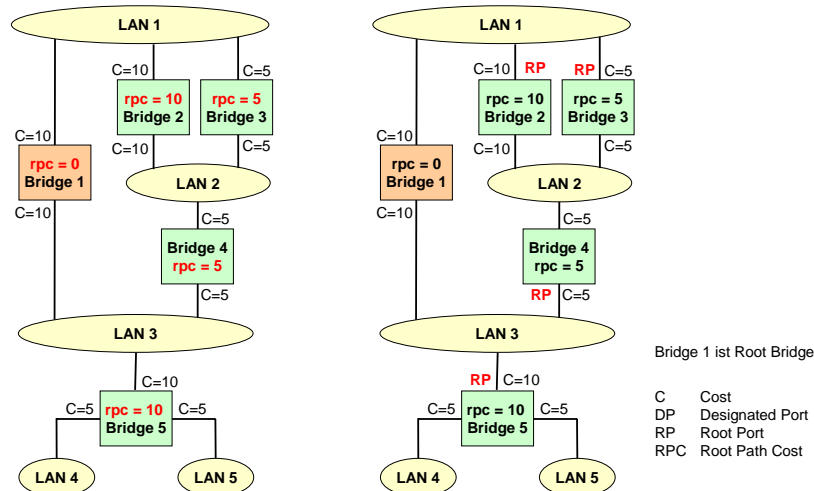 LAN 1
C=10
C=5
rpc = 10
Bridge 2
rpc = 5
Bridge 3
C=10
C=10
C=5
rpc = 0
Bridge 1
C=10
LAN 2
C=5
Bridge 4
rpc = 5
C=5
LAN 3
C=10
C=5
rpc = 10
Bridge 5
C=5
LAN 4
LAN 5
LAN 1
C=10
RP
RP
C=5
rpc = 10
Bridge 2
rpc = 5
Bridge 3
C=10
C=10
C=5
rpc = 0
Bridge 1
C=10
LAN 2
C=5
Bridge 4
rpc = 5
RP
C=5
LAN 3
RP
C=10
C=5
rpc = 10
Bridge 5
C=5
LAN 4
LAN 5
Bridge 1 ist Root Bridge
C Cost
DP Designated Port
RP Root Port
RPC Root Path Cost